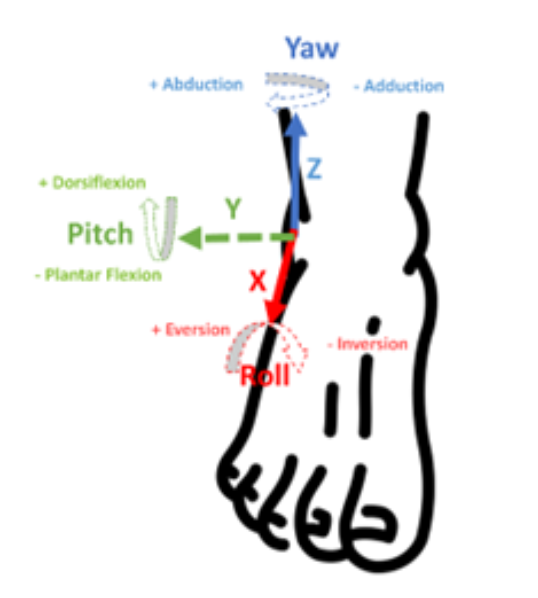 Yaw
+ Abduction
- Adduction
Z
+ Dorsiflexion
Y
Pitch
- Plantar Flexion
X
+ Eversion
- Inversion
Roll